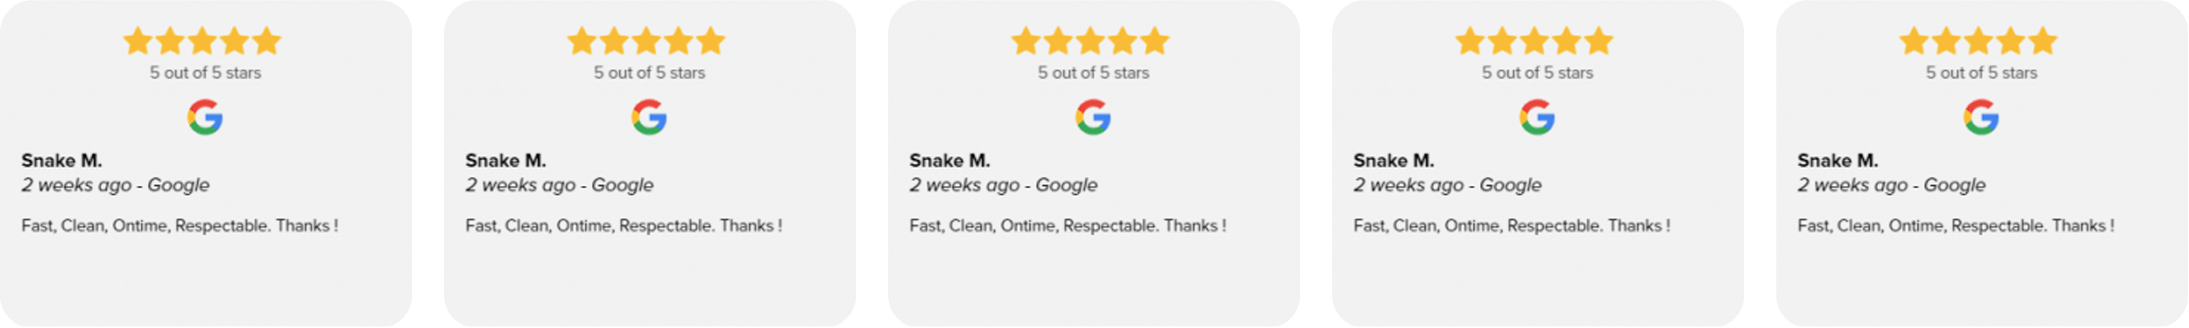 5 out of 5 stars
Snake M.
2 weeks ago - Google
Fast, Clean, Ontime, Respectable. Thanks !
5 out of 5 stars
Snake M.
2 weeks ago - Google
Fast, Clean, Ontime, Respectable. Thanks !
5 out of 5 stars
Snake M.
2 weeks ago - Google
Fast, Clean, Ontime, Respectable. Thanks !
5 out of 5 stars
Snake M.
2 weeks ago - Google
Fast, Clean, Ontime, Respectable. Thanks !
5 out of 5 stars
Snake M.
2 weeks ago - Google
Fast, Clean, Ontime, Respectable. Thanks !